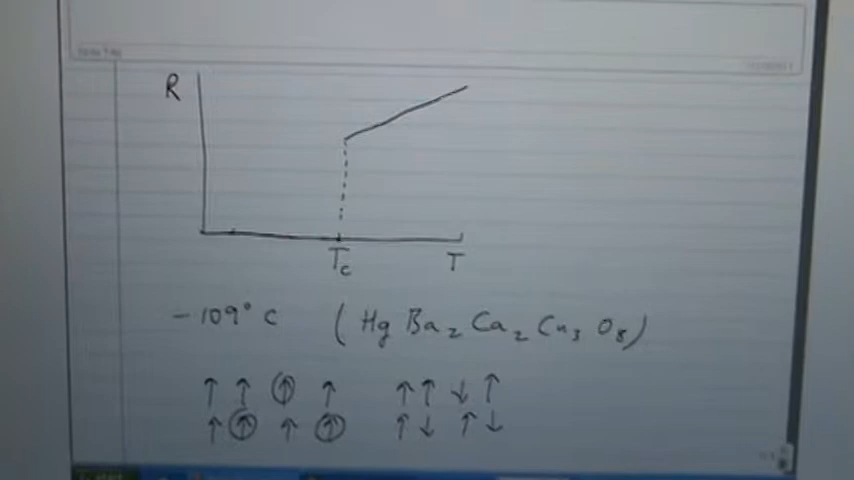 R
Tc T
-109° C (Hg Ba₂ Ca₂ Cu₃ O₈)
↑ ↑ ↑ ↑ ↑ ↑ ↓ ↑
↑ ↑ ↑ ↑ ↑ ↓ ↑ ↓